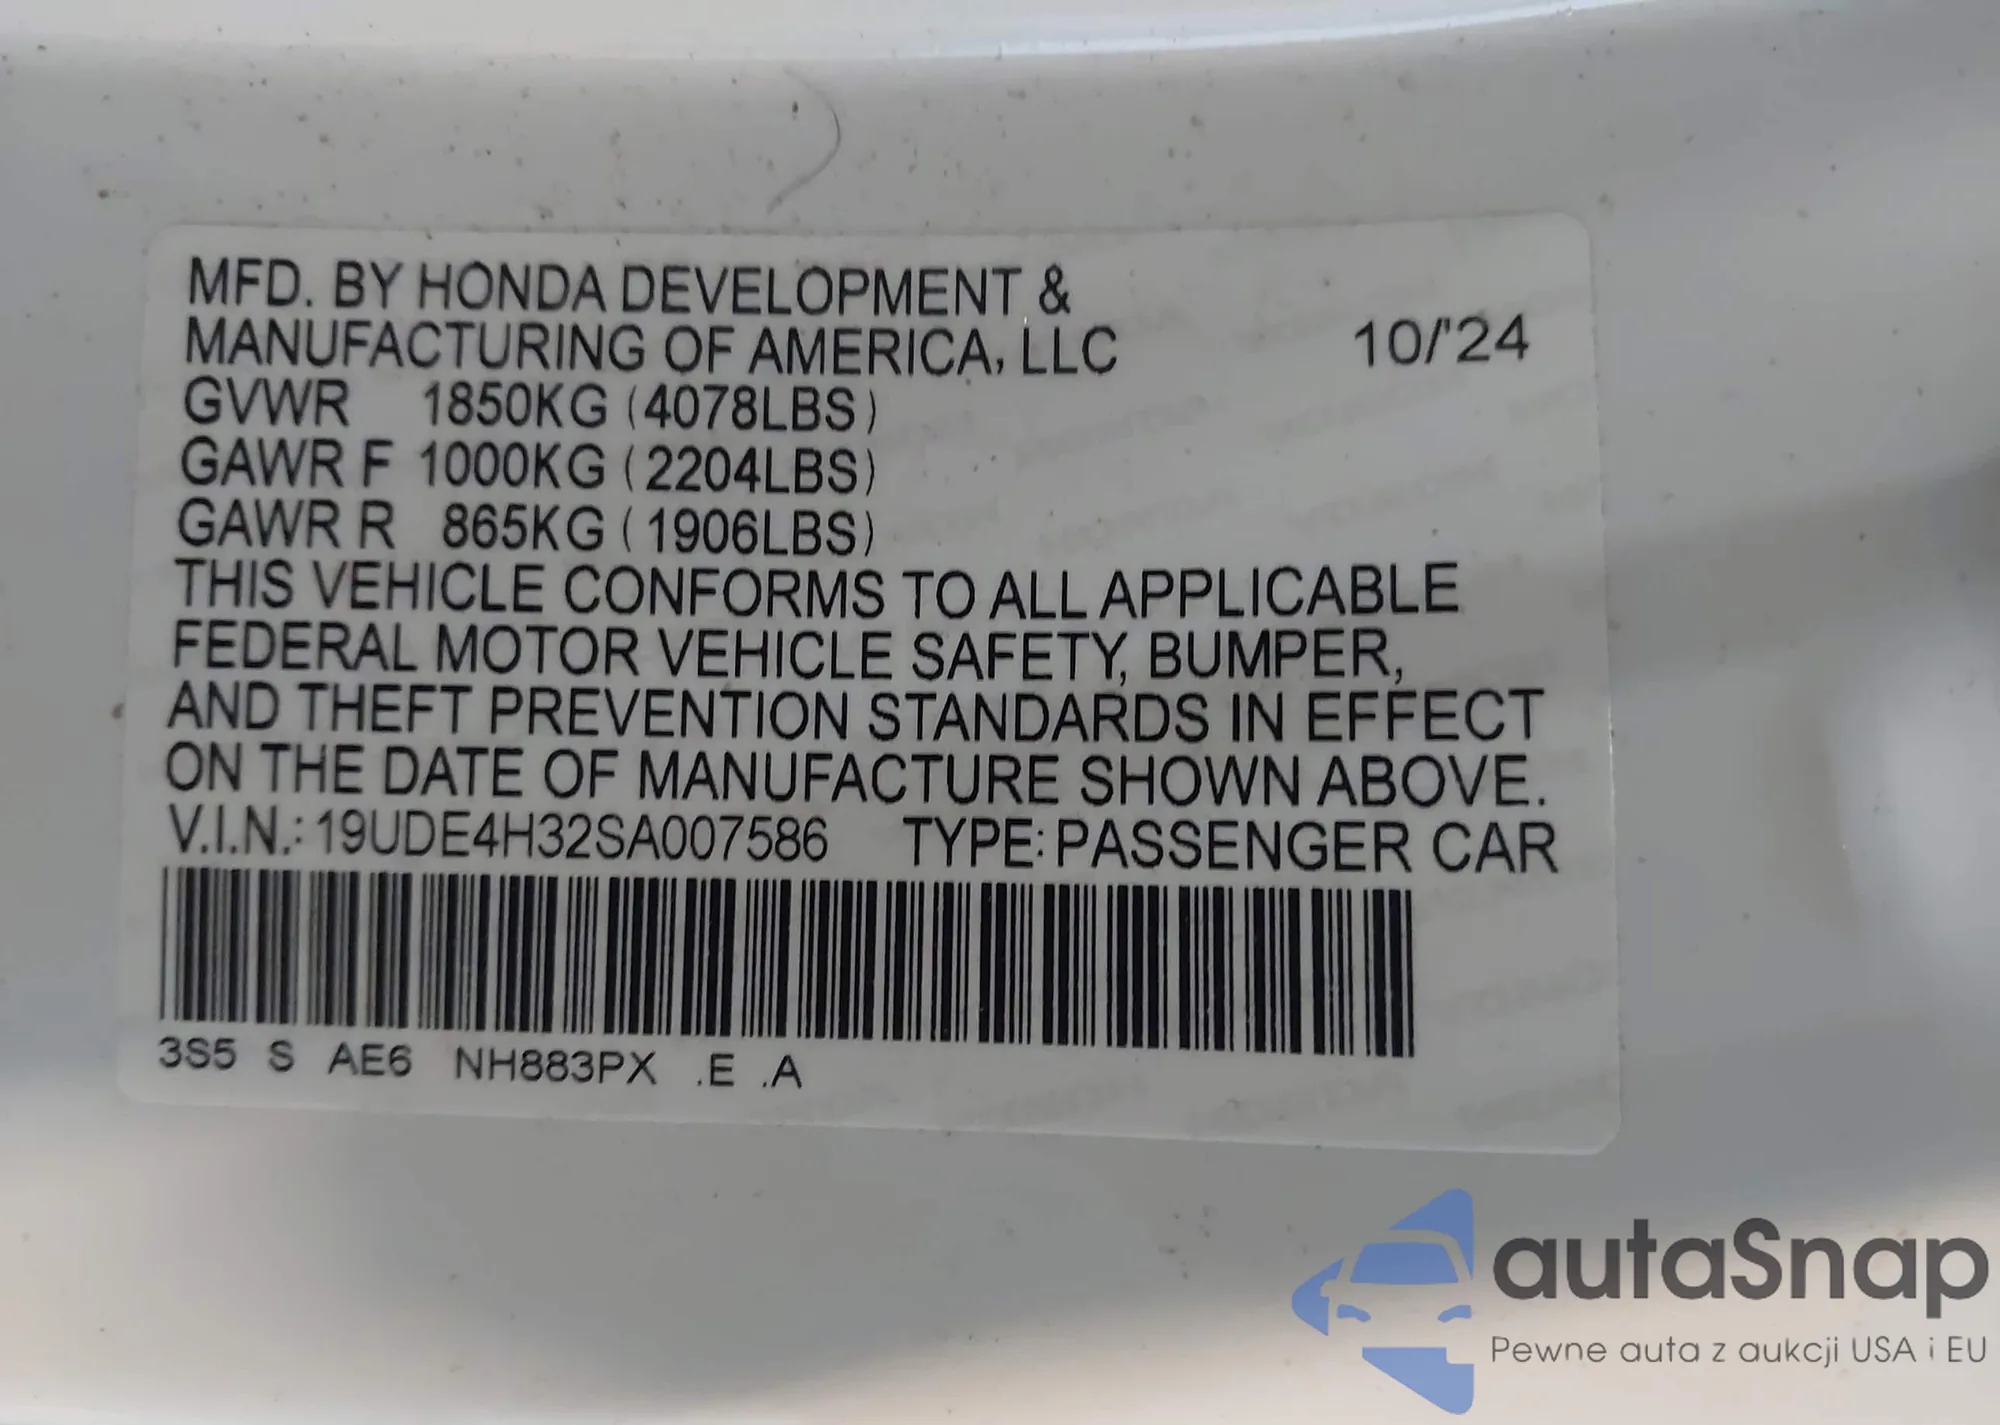 MFD. BY HONDA DEVELOPMENT &
MANUFACTURING OF AMERICA, LLC 10/'24
GVWR 1850KG (4078LBS)
GAWR F 1000KG (2204LBS)
GAWR R 865KG (1906LBS)
THIS VEHICLE CONFORMS TO ALL APPLICABLE
FEDERAL MOTOR VEHICLE SAFETY, BUMPER,
AND THEFT PREVENTION STANDARDS IN EFFECT
ON THE DATE OF MANUFACTURE SHOWN ABOVE.
V.I.N.: 19UDE4H32SA007586 TYPE: PASSENGER CAR
3S5 S AE6 NH883PX .E .A
autaSnap
Pewne auta z aukcji USA i EU